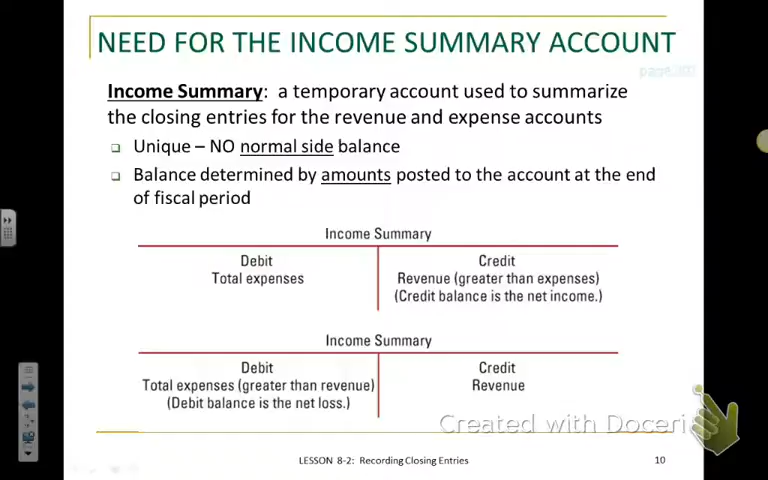 NEED FOR THE INCOME SUMMARY ACCOUNT
Income Summary: a temporary account used to summarize
the closing entries for the revenue and expense accounts
Unique – NO normal side balance
Balance determined by amounts posted to the account at the end
of fiscal period
Income Summary
Debit
Total expenses
Credit
Revenue (greater than expenses)
(Credit balance is the net income.)
Income Summary
Debit
Total expenses (greater than revenue)
(Debit balance is the net loss.)
Credit
Revenue
Created with Doceri
LESSON 8-2: Recording Closing Entries
10